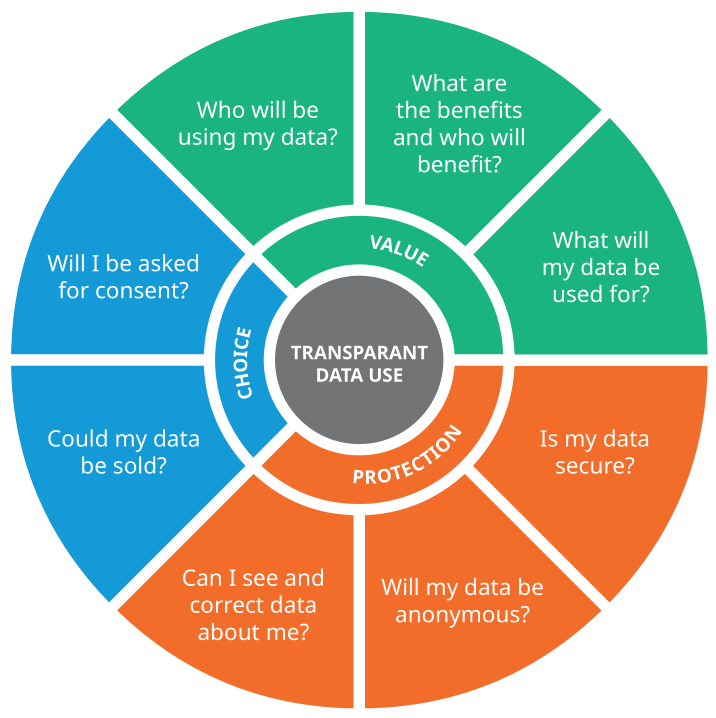 Who will be
using my data?
What are
the benefits
and who will
benefit?
What will
my data be
used for?
Is my data
secure?
Will my data be
anonymous?
Can I see and
correct data
about me?
Could my data
be sold?
Will I be asked
for consent?
VALUE
PROTECTION
CHOICE
TRANSPARANT
DATA USE